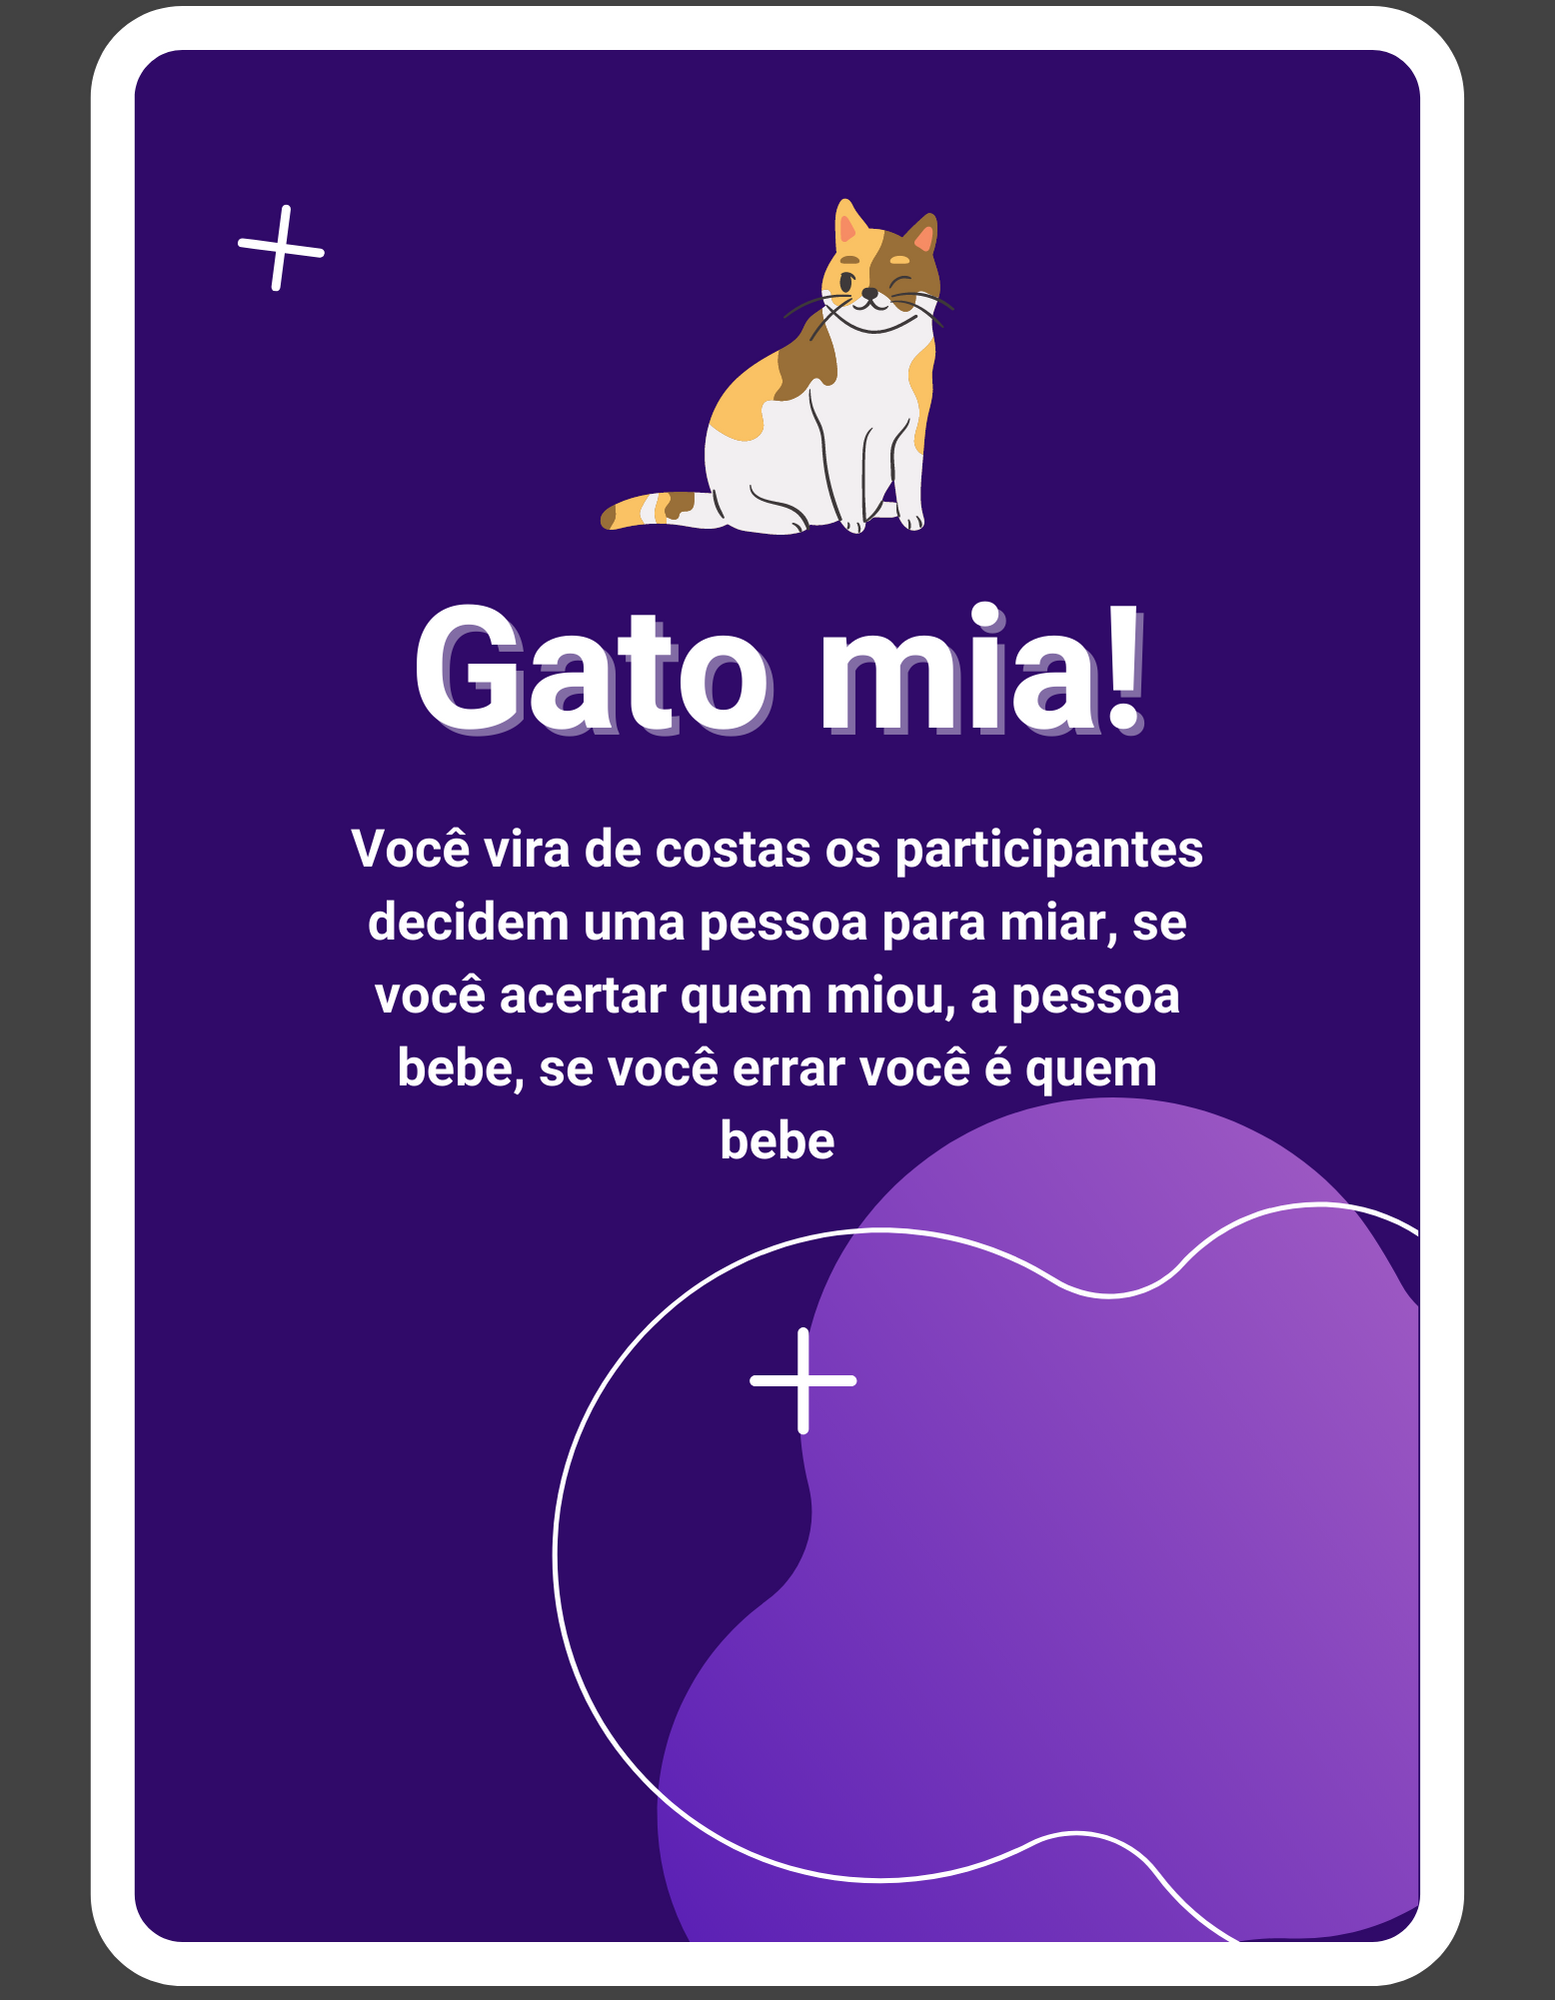 Gato mia!
Você vira de costas os participantes
decidem uma pessoa para miar, se
você acertar quem miou, a pessoa
bebe, se você errar você é quem
bebe